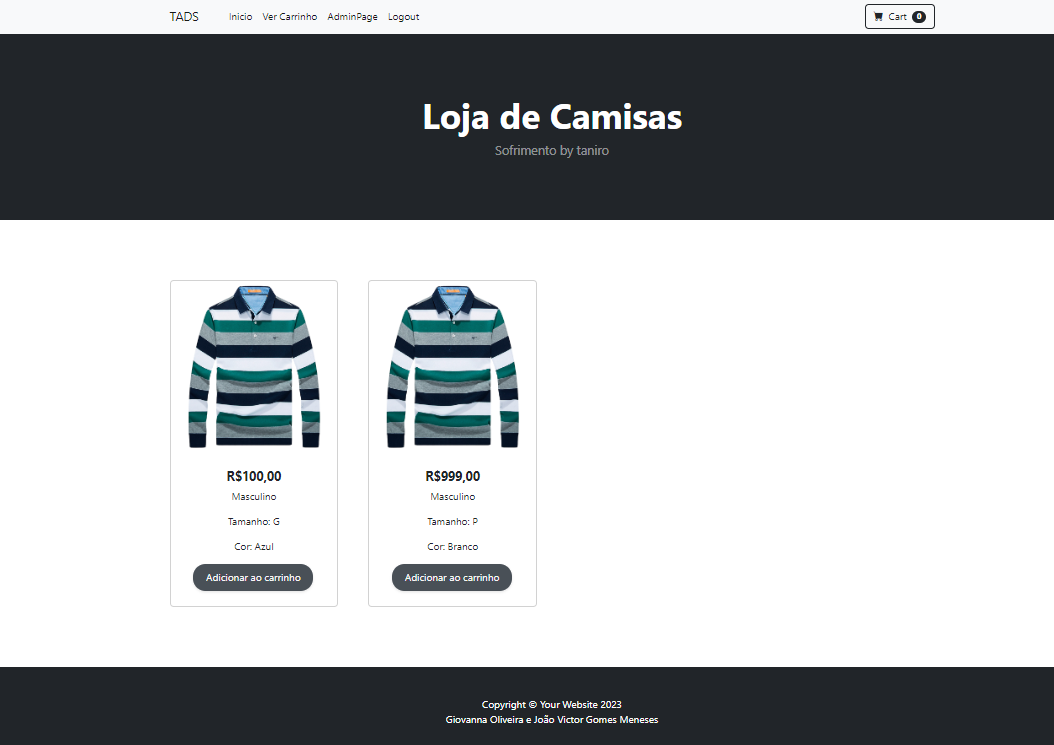 TADS Inicio Ver Carrinho AdminPage Logout Cart 0
Loja de Camisas
Sofrimento by taniro
R$100,00
Masculino
Tamanho: G
Cor: Azul
Adicionar ao carrinho
R$999,00
Masculino
Tamanho: P
Cor: Branco
Adicionar ao carrinho
Copyright © Your Website 2023
Giovanna Oliveira e João Victor Gomes Meneses